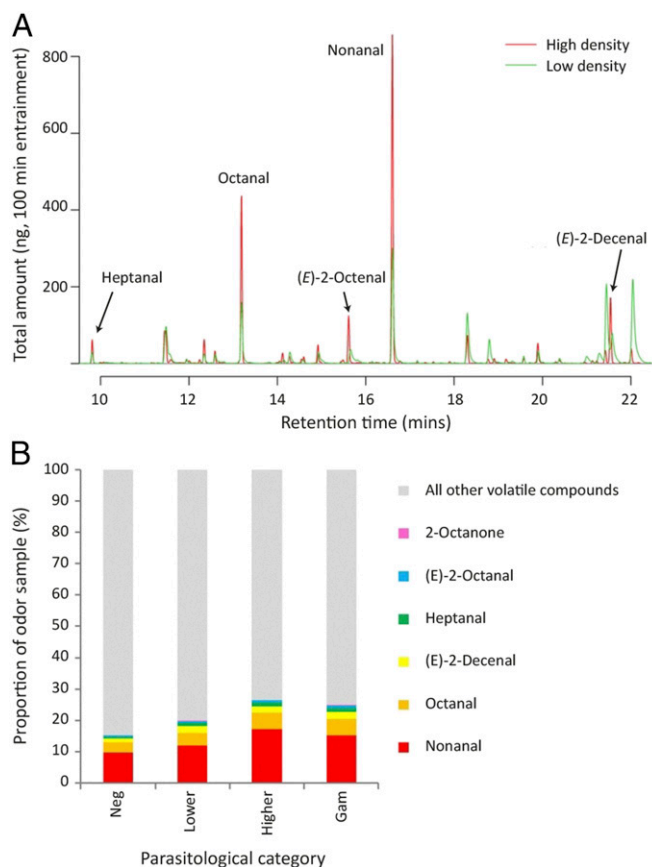 A
Total amount (ng, 100 min entrainment)
800
600
400
200
Nonanal
High density
Low density
Octanal
(E)-2-Decenal
(E)-2-Octenal
Heptanal
10 12 14 16 18 20 22
Retention time (mins)
B
Proportion of odor sample (%)
100
90
80
70
60
50
40
30
20
10
0
All other volatile compounds
2-Octanone
(E)-2-Octanal
Heptanal
(E)-2-Decenal
Octanal
Nonanal
Neg Lower Higher Gam
Parasitological category